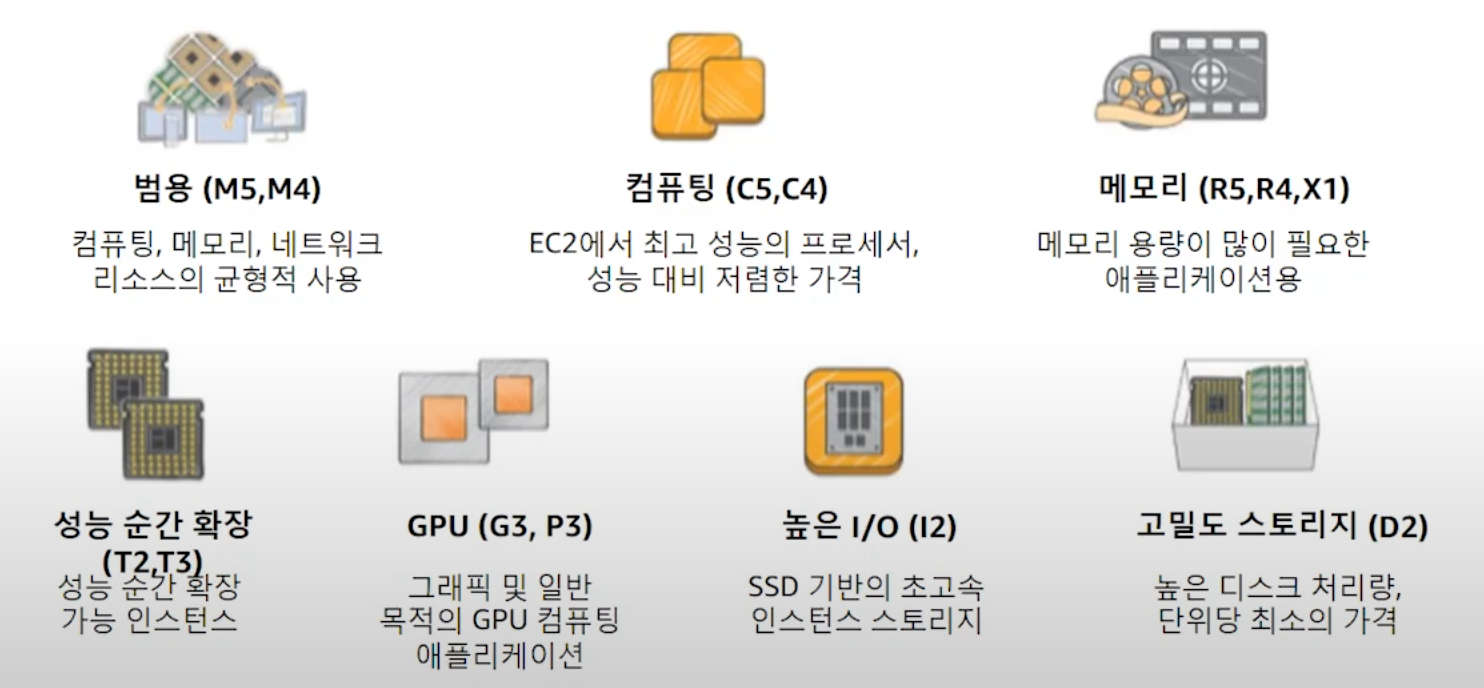 범용 (M5,M4)
컴퓨팅, 메모리, 네트워크
리소스의 균형적 사용
컴퓨팅 (C5,C4)
EC2에서 최고 성능의 프로세서,
성능 대비 저렴한 가격
메모리 (R5,R4,X1)
메모리 용량이 많이 필요한
애플리케이션용
성능 순간 확장
(T2,T3)
성능 순간 확장
가능 인스턴스
GPU (G3, P3)
그래픽 및 일반
목적의 GPU 컴퓨팅
애플리케이션
높은 I/O (I2)
SSD 기반의 초고속
인스턴스 스토리지
고밀도 스토리지 (D2)
높은 디스크 처리량,
단위당 최소의 가격